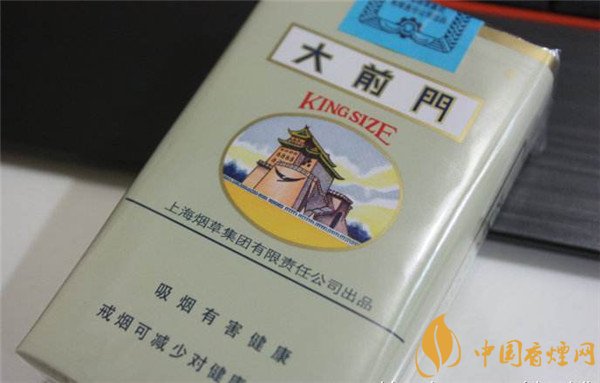 大前門
KING SIZE
上海烟草集团有限责任公司出品
吸烟有害健康
戒烟可减少对健康
中国香煙网